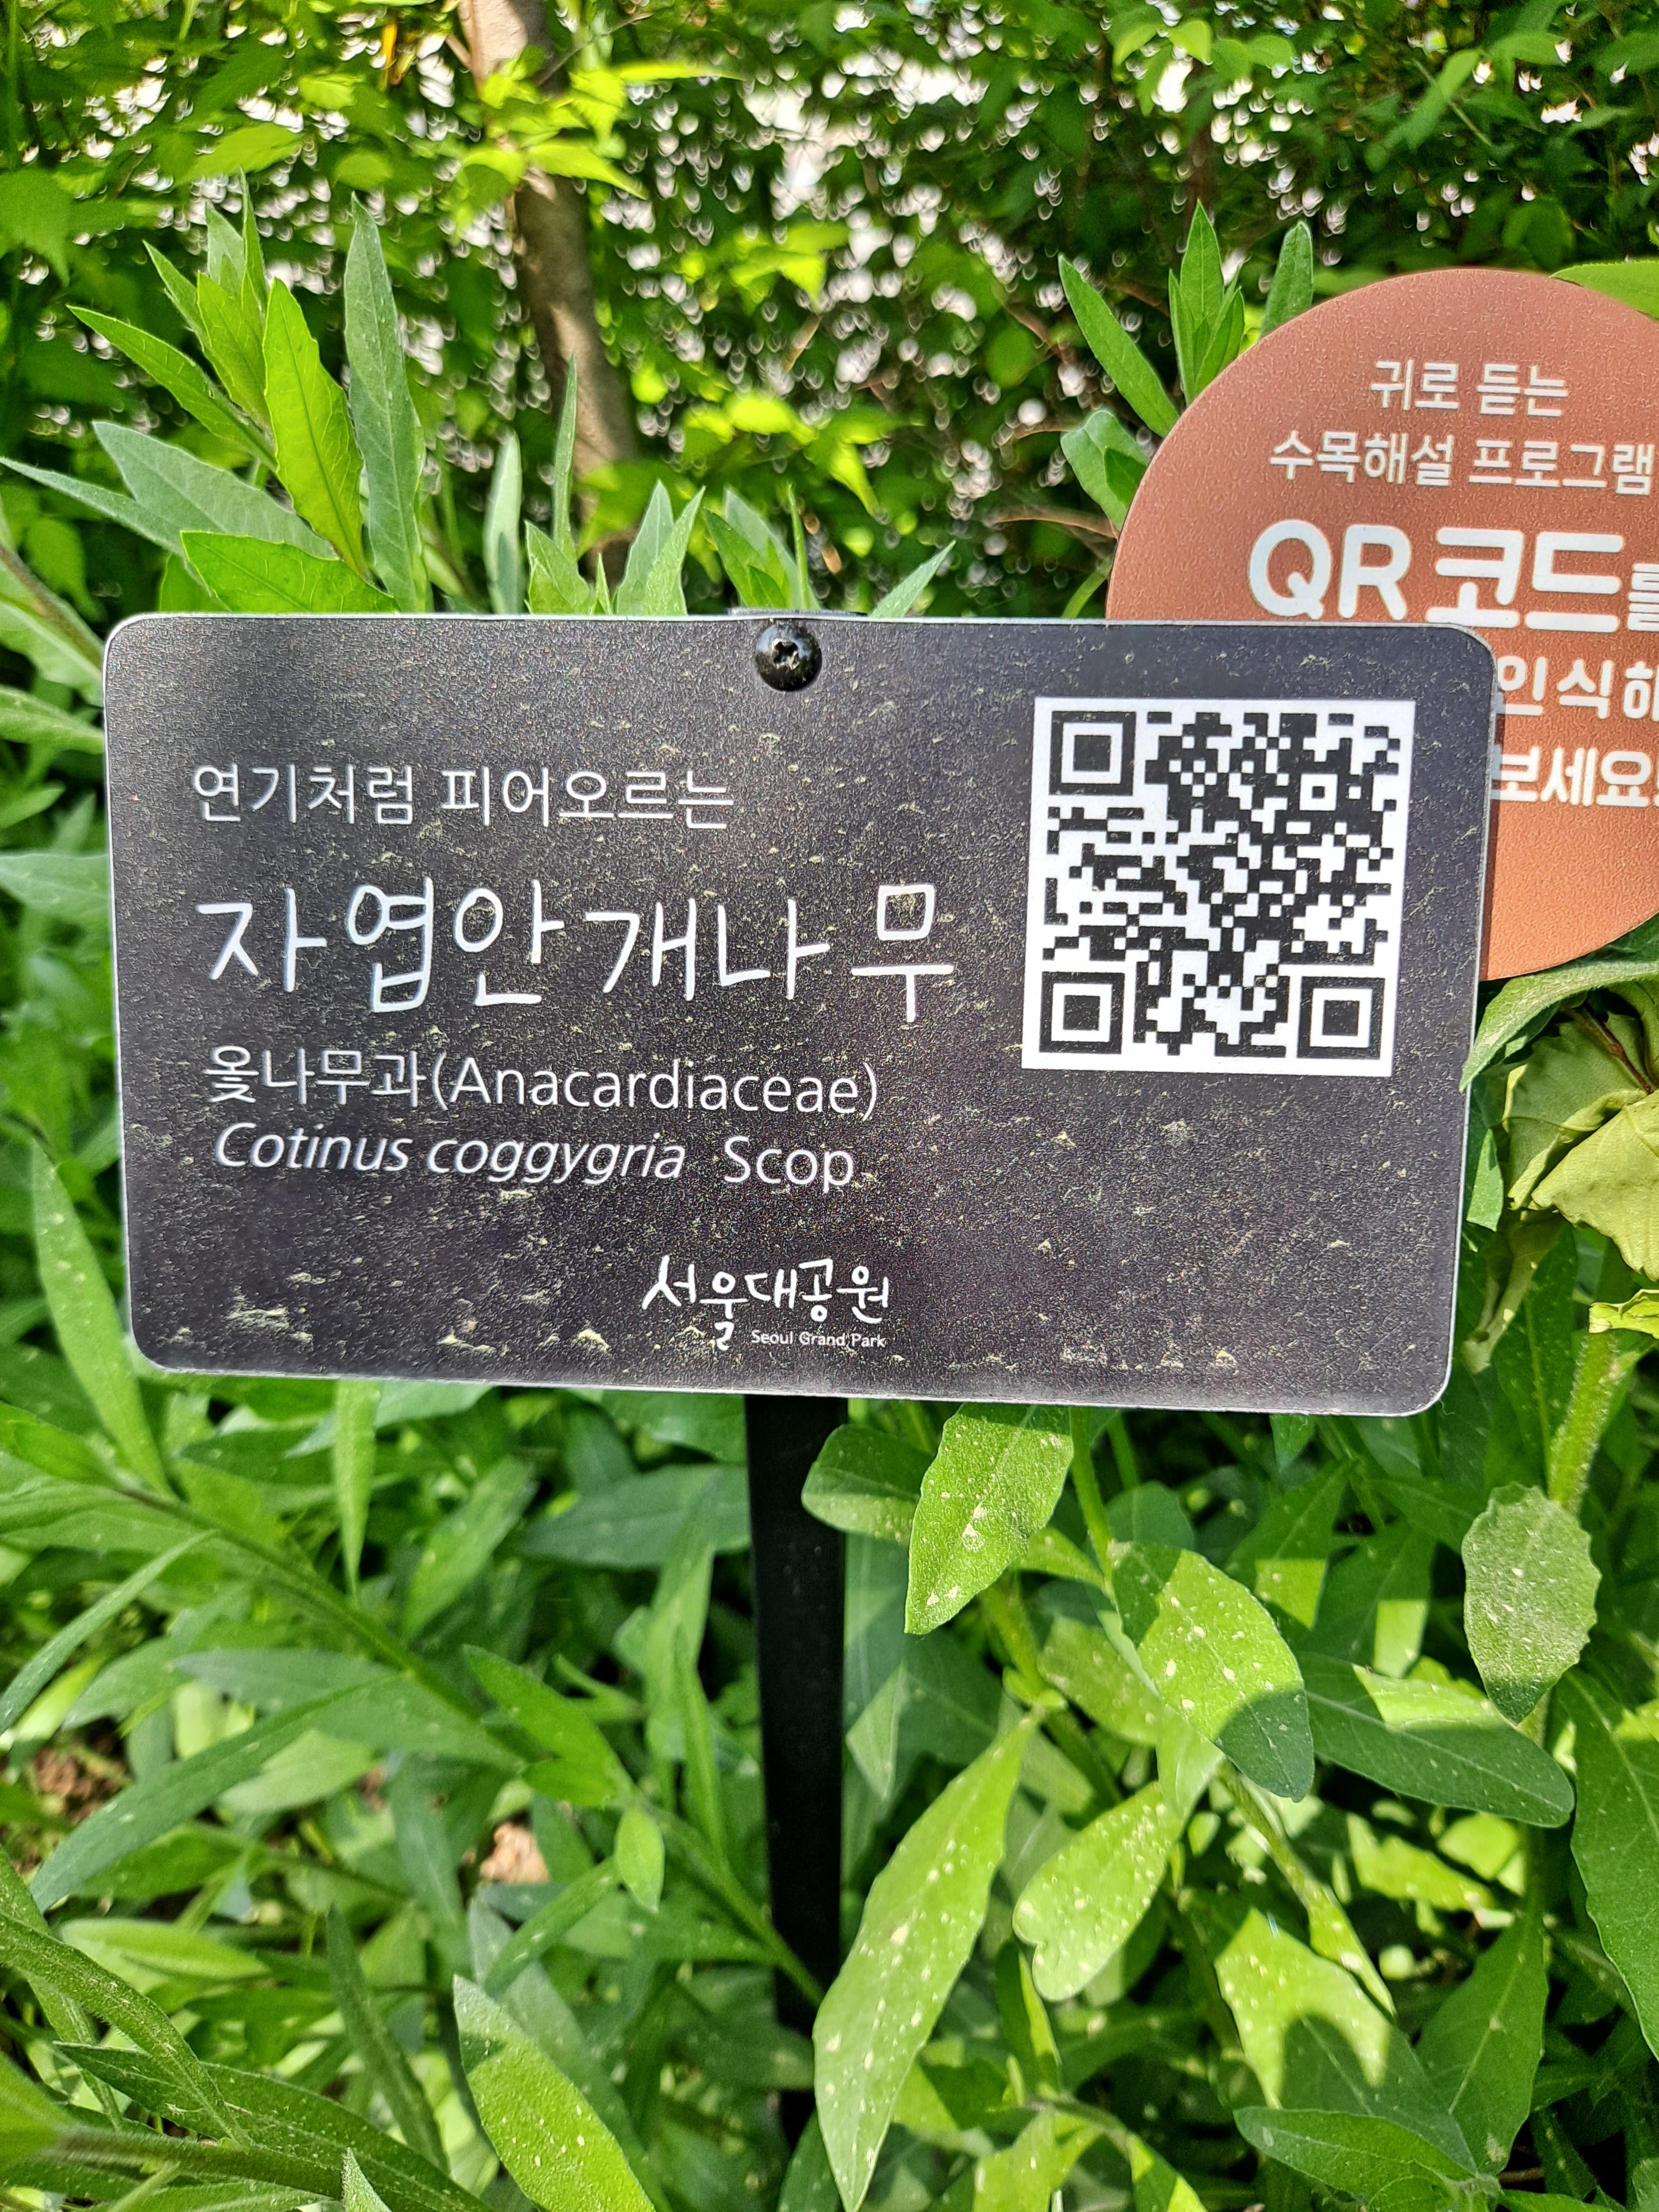 귀로 듣는
수목해설 프로그램
QR코드를
인식해
보세요!
연기처럼 피어오르는
자엽안개나무
옻나무과(Anacardiaceae)
Cotinus coggygria Scop
서울대공원
Seoul Grand Park